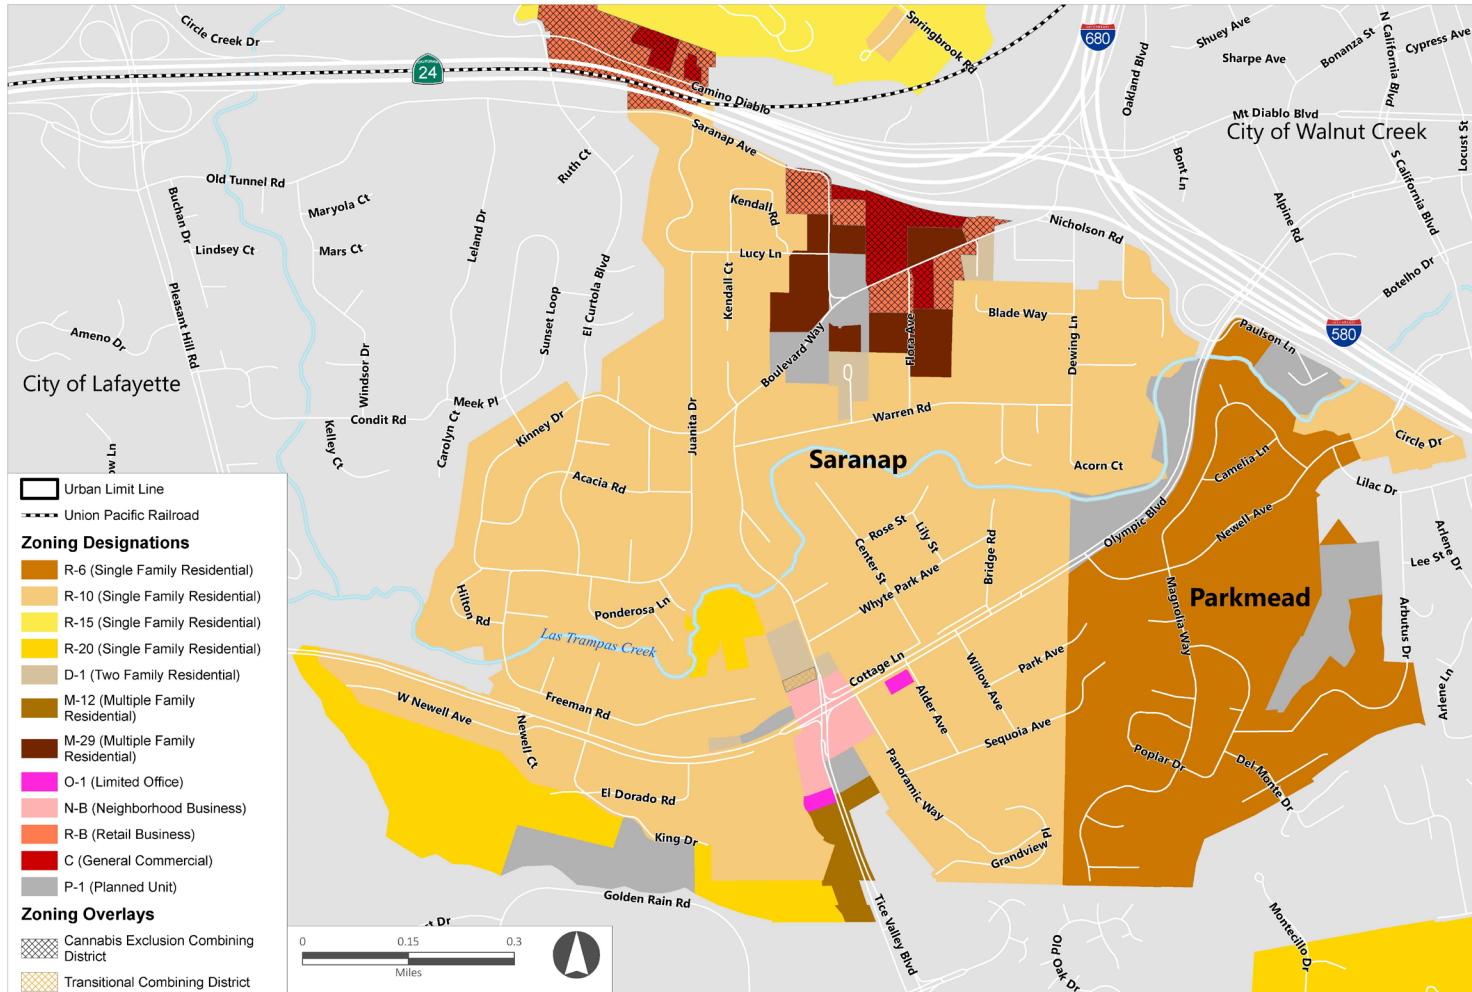 Circle Creek Dr
24
Springbrook Rd
680
Oakland Blvd
Shuey Ave
Sharpe Ave
Bonanza St
N California Blvd
Cypress Ave
Camino Diablo
Saranap Ave
Mt Diablo Blvd
City of Walnut Creek
Locust St
S California Blvd
Ruth Ct
Bont Ln
Old Tunnel Rd
Buchan Dr
Maryola Ct
Leland Dr
Kendall Rd
Alpine Rd
Nicholson Rd
Lindsey Ct
Mars Ct
Lucy Ln
Kendall Ct
El Curtola Blvd
Botelho Dr
Pleasant Hill Rd
Sunset Loop
Blade Way
Dewing Ln
Flora Ave
Paulson Ln
580
Ameno Dr
Windsor Dr
Boulevard Way
City of Lafayette
Meek Pl
Condit Rd
Carolyn Ct
Kelley Ct
Kinney Dr
Juanita Dr
Warren Rd
Circle Dr
ow Ln
Saranap
Acorn Ct
Camelia Ln
Lilac Dr
Acacia Rd
Olympic Blvd
Newell Ave
Rose St
Lily St
Center St
Bridge Rd
Arlene Dr
Lee St
Whyte Park Ave
Magnolia Way
Parkmead
Arbutus Dr
Hilton Rd
Ponderosa Ln
Las Trampas Creek
Cottage Ln
Willow Ave
Park Ave
Alder Ave
Arlene Ln
W Newell Ave
Freeman Rd
Newell Ct
Sequoia Ave
Panoramic Way
Poplar Dr
Del Monte Dr
El Dorado Rd
King Dr
Grandview Pl
Golden Rain Rd
t Dr
Tice Valley Blvd
Old Oak Dr
Montecillo Dr
Urban Limit Line
Union Pacific Railroad
Zoning Designations
R-6 (Single Family Residential)
R-10 (Single Family Residential)
R-15 (Single Family Residential)
R-20 (Single Family Residential)
D-1 (Two Family Residential)
M-12 (Multiple Family
Residential)
M-29 (Multiple Family
Residential)
O-1 (Limited Office)
N-B (Neighborhood Business)
R-B (Retail Business)
C (General Commercial)
P-1 (Planned Unit)
Zoning Overlays
Cannabis Exclusion Combining
District
Transitional Combining District
0 0.15 0.3
Miles